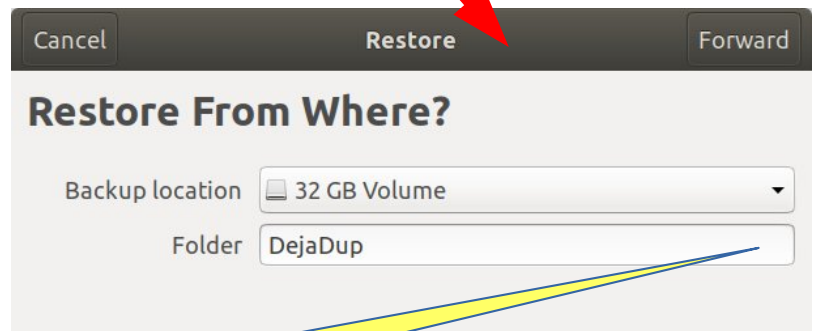 Cancel Restore Forward
Restore From Where?
Backup location 32 GB Volume
Folder DejaDup